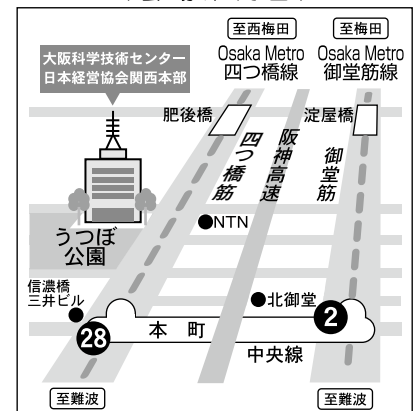 至西梅田
至梅田
Osaka Metro
四つ橋線
Osaka Metro
御堂筋線
大阪科学技術センター
日本経営協会関西本部
肥後橋
淀屋橋
四つ橋筋
阪神高速
御堂筋
NTN
うつぼ
公園
信濃橋
三井ビル
北御堂
2
28
本町
中央線
至難波
至難波